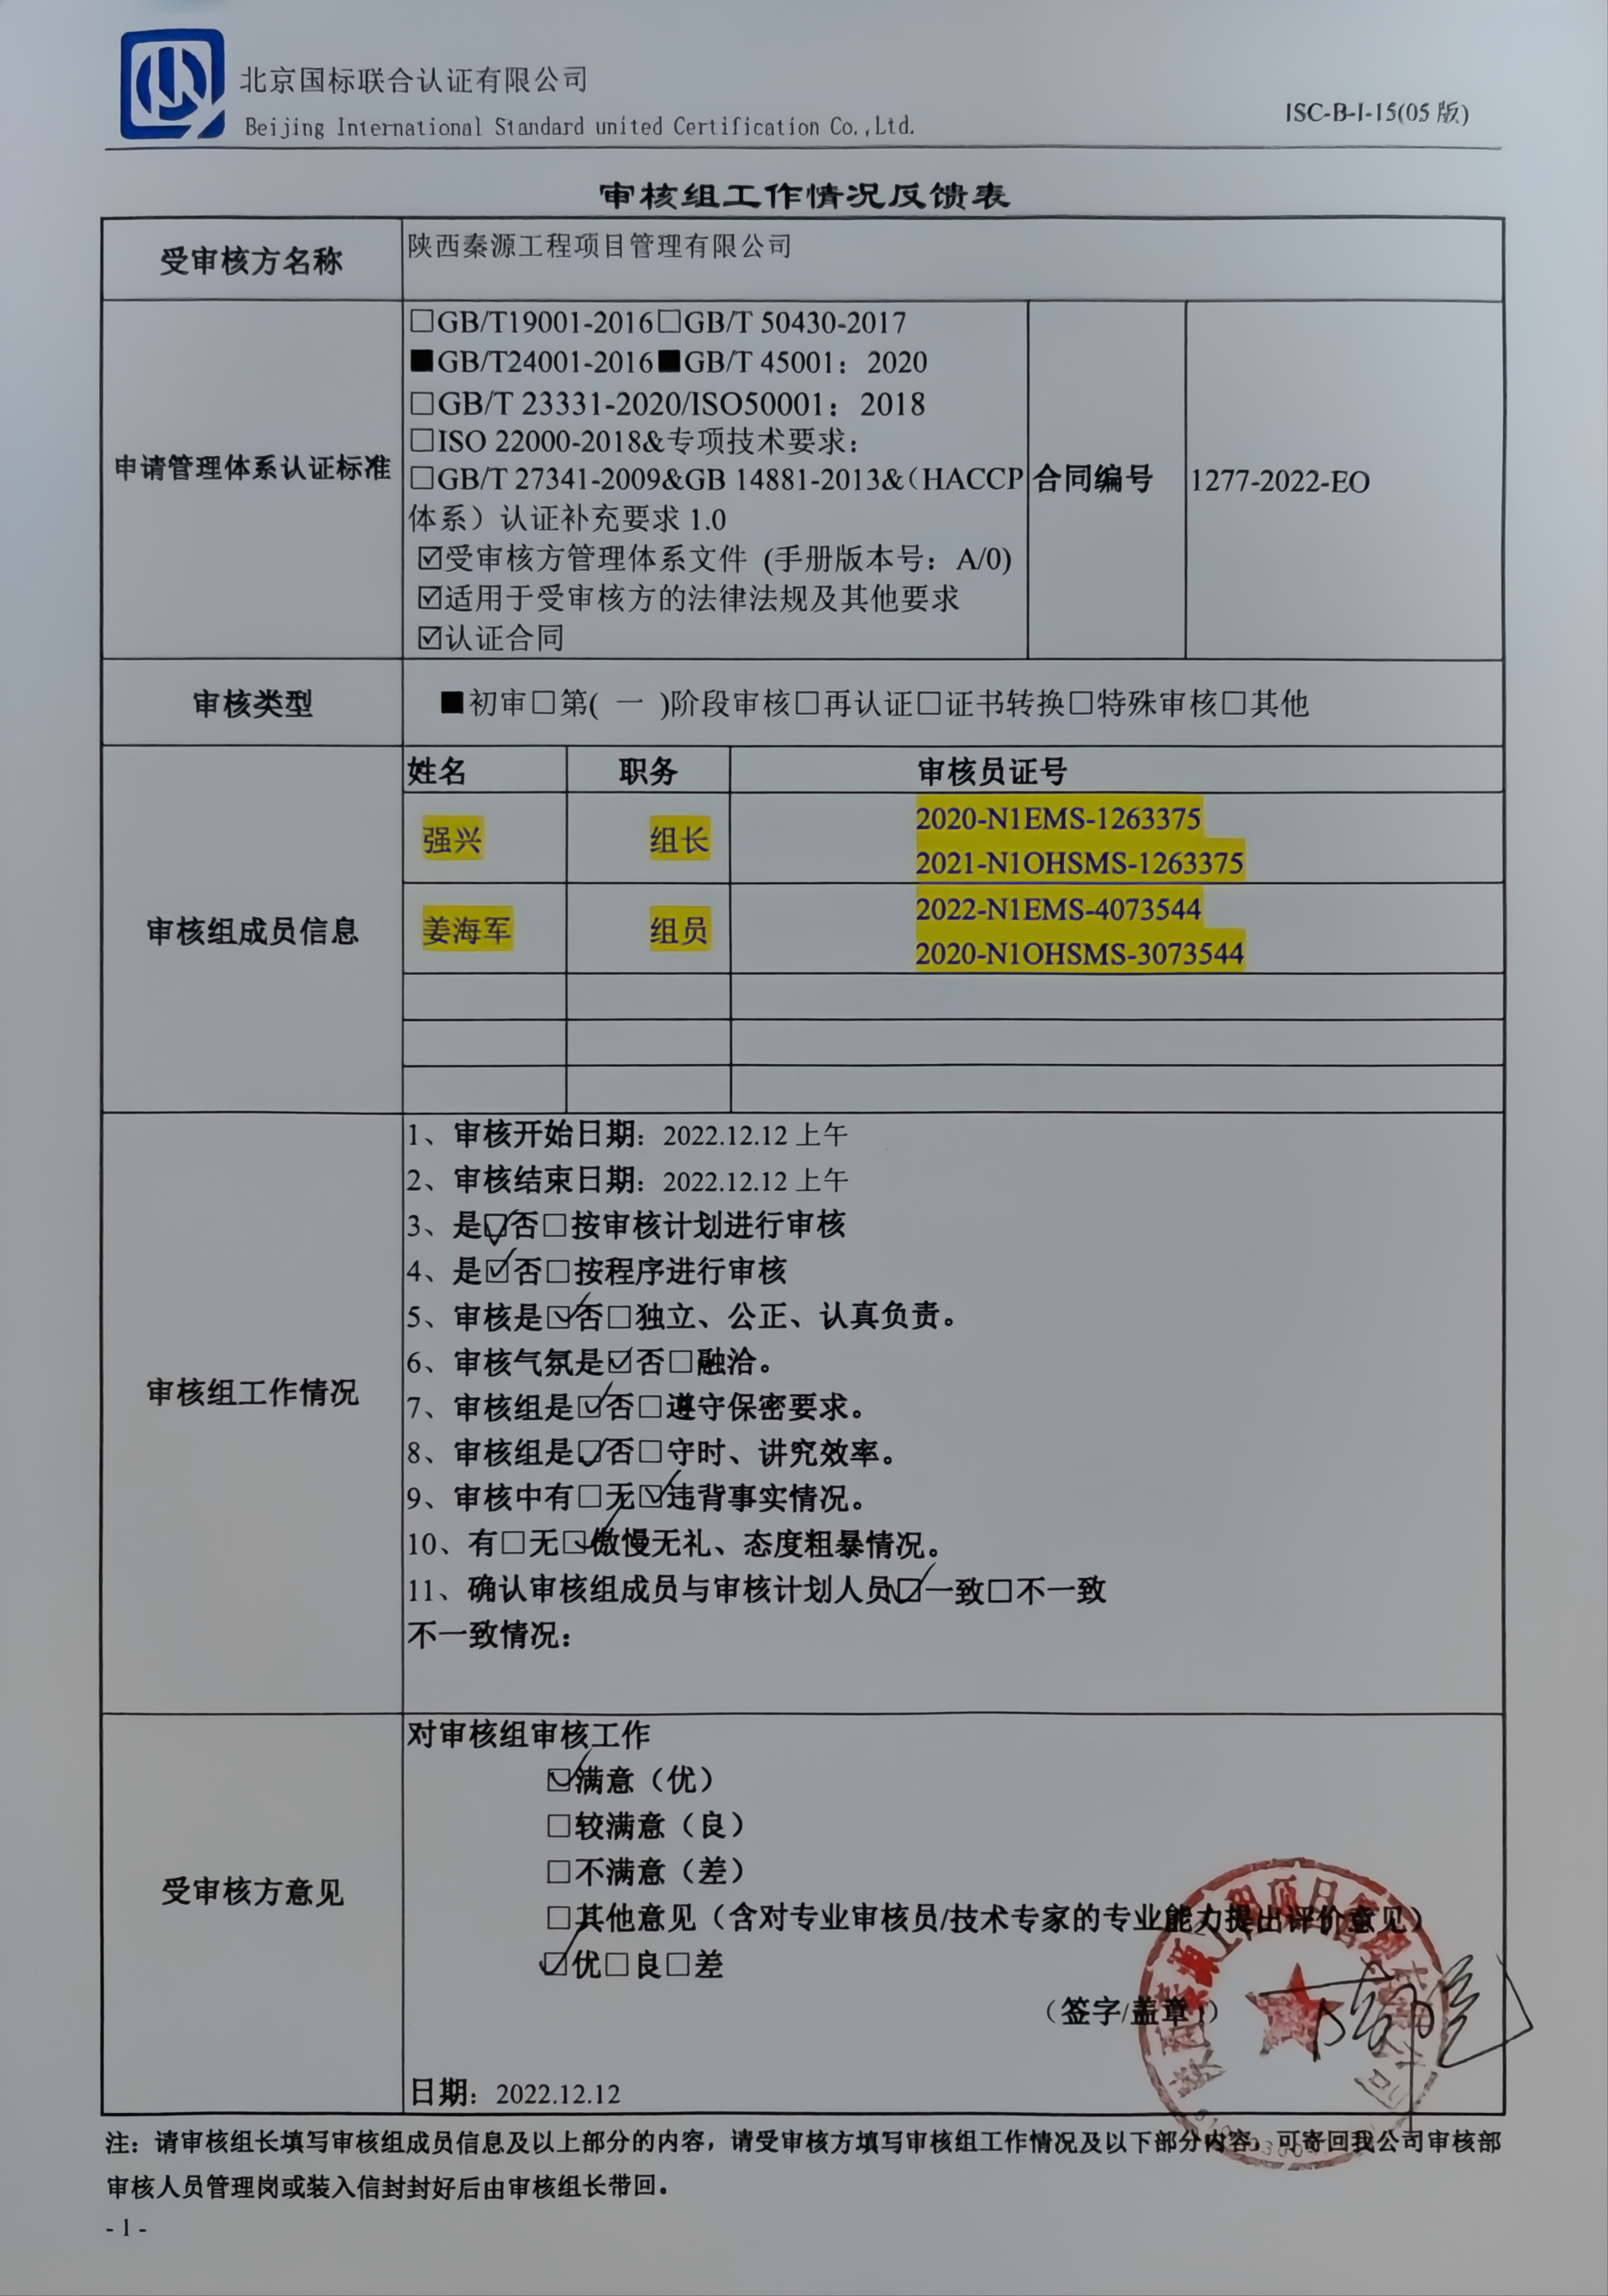 北京国标联合认证有限公司
Beijing International Standard united Certification Co.,Ltd.
ISC-B-I-15(05 版)
审核组工作情况反馈表
受审核方名称
陕西秦源工程项目管理有限公司
申请管理体系认证标准
□GB/T19001-2016□GB/T 50430-2017
■GB/T24001-2016■GB/T 45001：2020
□GB/T 23331-2020/ISO50001：2018
□ISO 22000-2018&专项技术要求：
□GB/T 27341-2009&GB 14881-2013&（HACCP
体系）认证补充要求 1.0
☑受审核方管理体系文件 (手册版本号：A/0)
☑适用于受审核方的法律法规及其他要求
☑认证合同
合同编号
1277-2022-EO
审核类型
■初审□第( 一 )阶段审核□再认证□证书转换□特殊审核□其他
审核组成员信息
姓名 职务 审核员证号
强兴 组长 2020-N1EMS-1263375
2021-N1OHSMS-1263375
姜海军 组员 2022-N1EMS-4073544
2020-N1OHSMS-3073544
审核组工作情况
1、审核开始日期：2022.12.12 上午
2、审核结束日期：2022.12.12 上午
3、是☑否□按审核计划进行审核
4、是☑否□按程序进行审核
5、审核是☑否□独立、公正、认真负责。
6、审核气氛是☑否□融洽。
7、审核组是☑否□遵守保密要求。
8、审核组是☑否□守时、讲究效率。
9、审核中有□无☑违背事实情况。
10、有□无☑傲慢无礼、态度粗暴情况。
11、确认审核组成员与审核计划人员☑一致□不一致
不一致情况：
受审核方意见
对审核组审核工作
☑满意（优）
□较满意（良）
□不满意（差）
□其他意见（含对专业审核员/技术专家的专业能力提出评价意见）
☑优□良□差
（签字/盖章）
日期：2022.12.12
注：请审核组长填写审核组成员信息及以上部分的内容，请受审核方填写审核组工作情况及以下部分内容，可寄回我公司审核部
审核人员管理岗或装入信封封好后由审核组长带回。
- 1 -